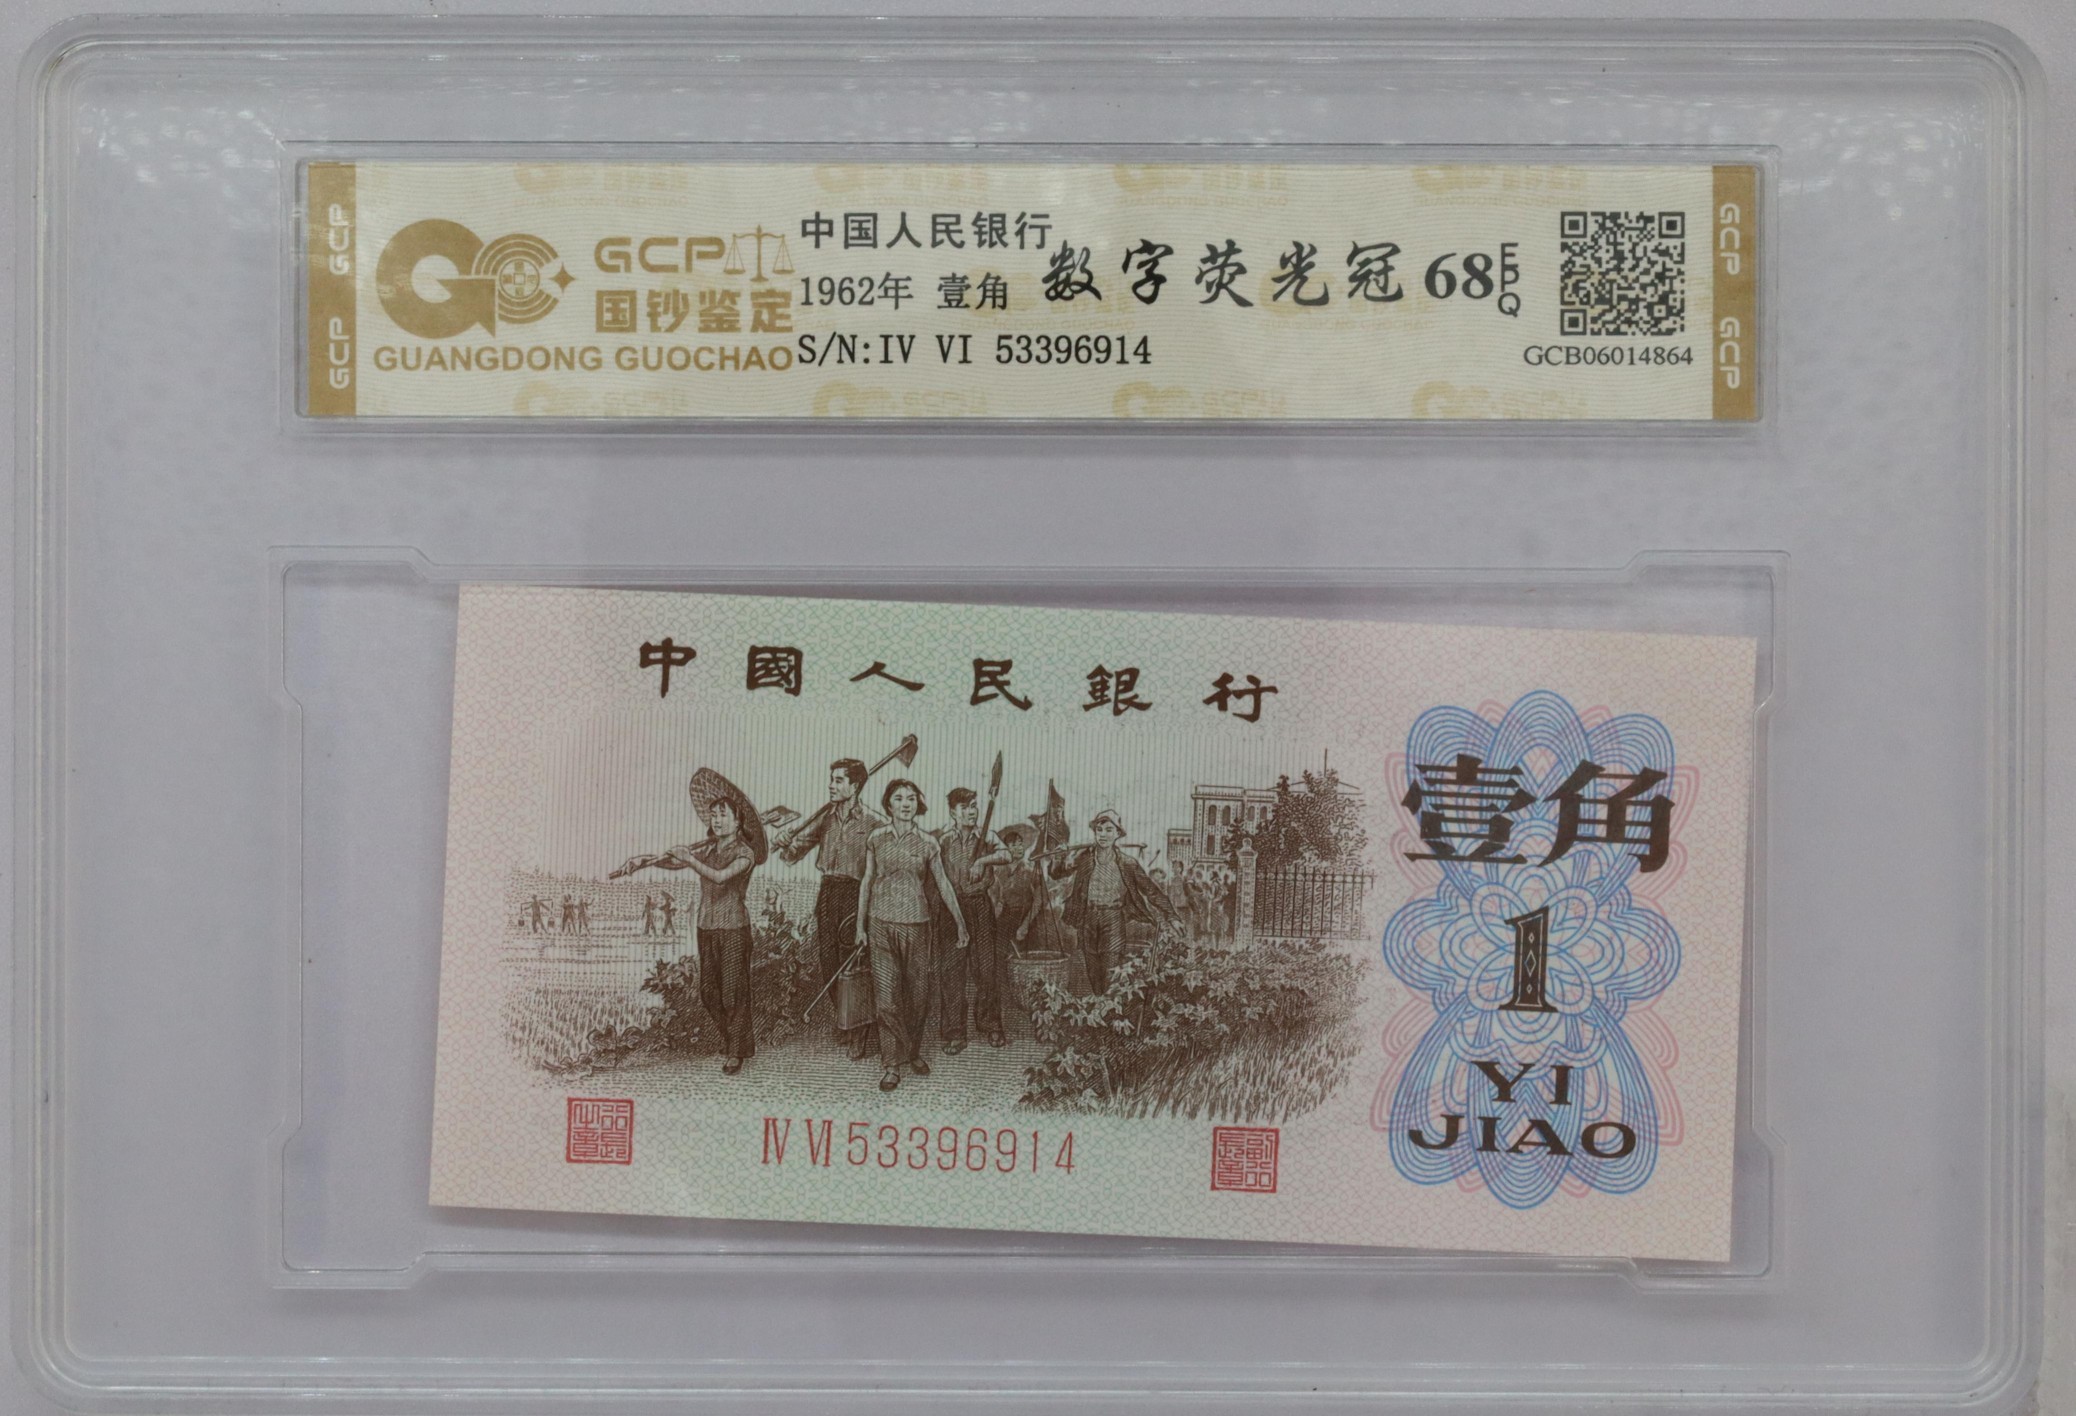 GCP
GCP
GCP
国钞鉴定
GUANGDONG GUOCHAO
中国人民银行
1962年 壹角
数字荧光冠 68 EPQ
S/N:IV VI 53396914
GCB06014864
GCP
GCP
中國人民銀行
壹角
1
YI
JIAO
IV VI 53396914